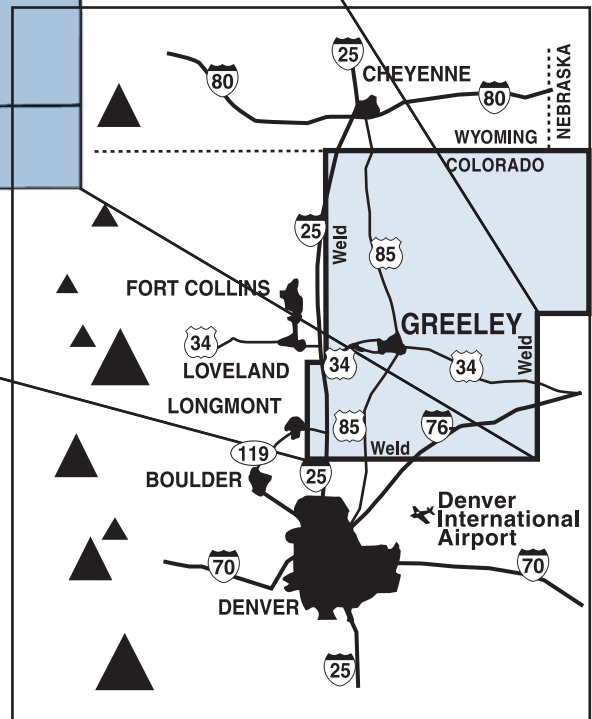 25
CHEYENNE
80
80
NEBRASKA
WYOMING
COLORADO
25
Weld
85
FORT COLLINS
GREELEY
34
34
34
Weld
LOVELAND
LONGMONT
85
76
Weld
119
25
BOULDER
Denver
International
Airport
70
70
DENVER
25